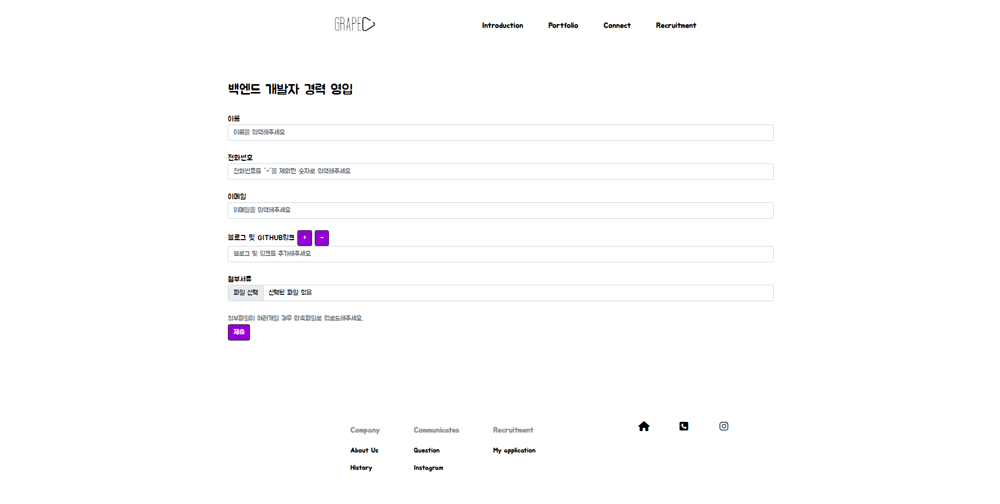 GRAPE
Introduction Portfolio Connect Recruitment
백엔드 개발자 경력 영입
이름
이름을 입력해주세요
전화번호
전화번호를 '-'을 제외한 숫자로 입력해주세요
이메일
이메일을 입력해주세요
블로그 및 GITHUB링크 + -
블로그 및 링크를 추가해주세요
첨부서류
파일 선택 선택된 파일 없음
첨부파일이 여러개일 경우 압축파일로 업로드해주세요.
제출
Company Communicates Recruitment
About Us Question My application
History Instagram